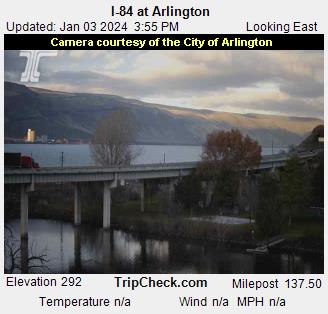 I-84 at Arlington
Updated: Jan 03 2024 3:55 PM Looking East
Camera courtesy of the City of Arlington
Elevation 292 TripCheck.com Milepost 137.50
Temperature n/a Wind n/a MPH n/a